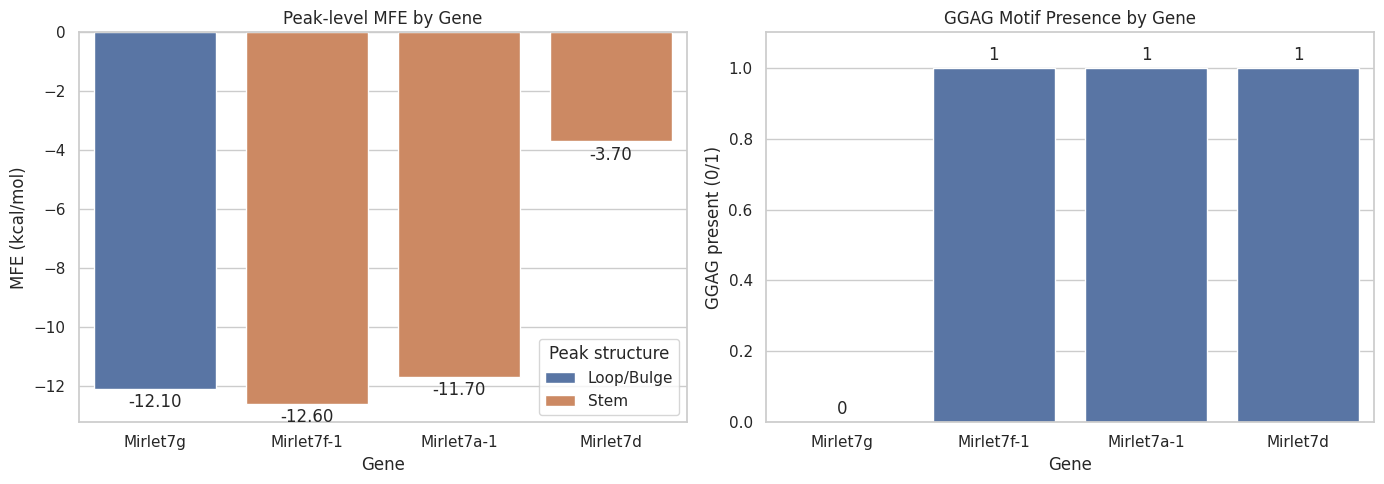 Peak-level MFE by Gene
MFE (kcal/mol)
0
−2
−4
−6
−8
−10
−12
-12.10
-12.60
-11.70
-3.70
Peak structure
Loop/Bulge
Stem
Mirlet7g
Mirlet7f-1
Mirlet7a-1
Mirlet7d
Gene
GGAG Motif Presence by Gene
GGAG present (0/1)
1.0
0.8
0.6
0.4
0.2
0.0
0
1
1
1
Mirlet7g
Mirlet7f-1
Mirlet7a-1
Mirlet7d
Gene